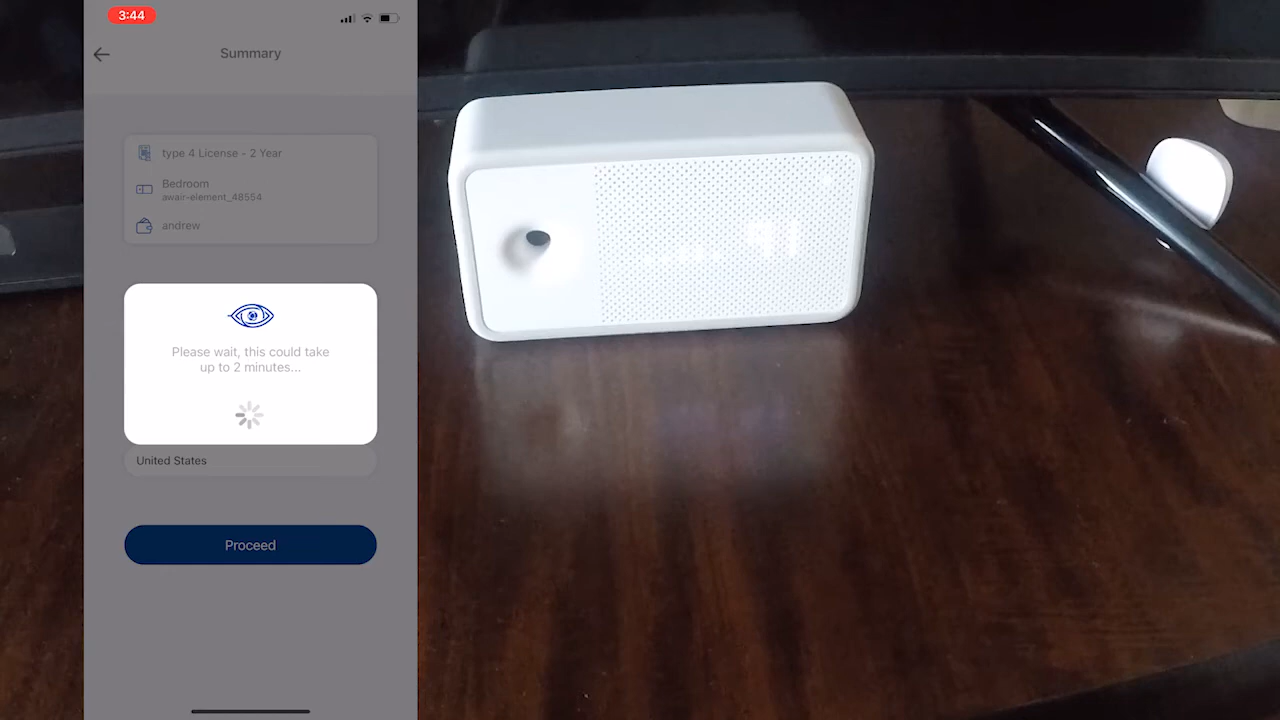 3:44
Summary
type 4 License - 2 Year
Bedroom
awair-element_48554
andrew
Please wait, this could take
up to 2 minutes...
United States
Proceed